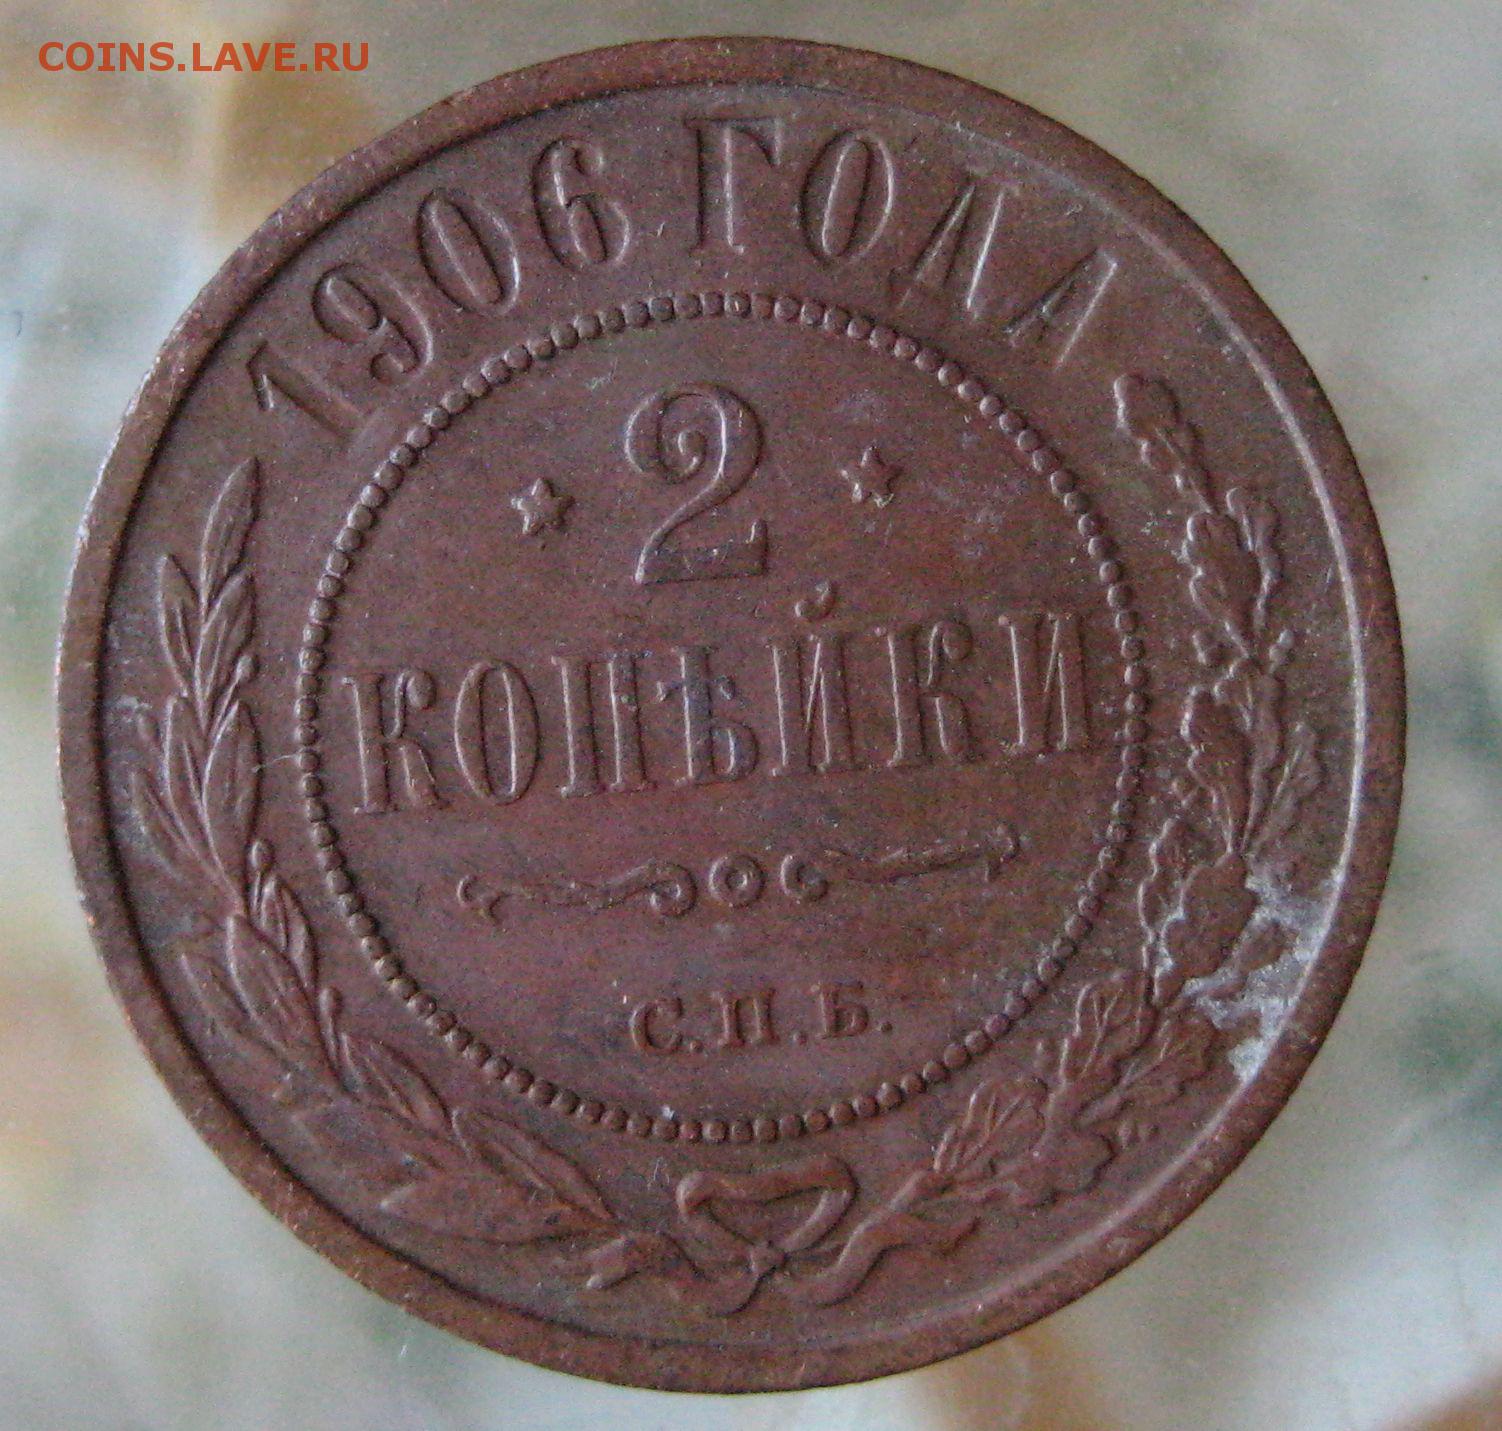 COINS.LAVE.RU
1906 ГОДА
2
КОПѢЙКИ
С.П.Б.